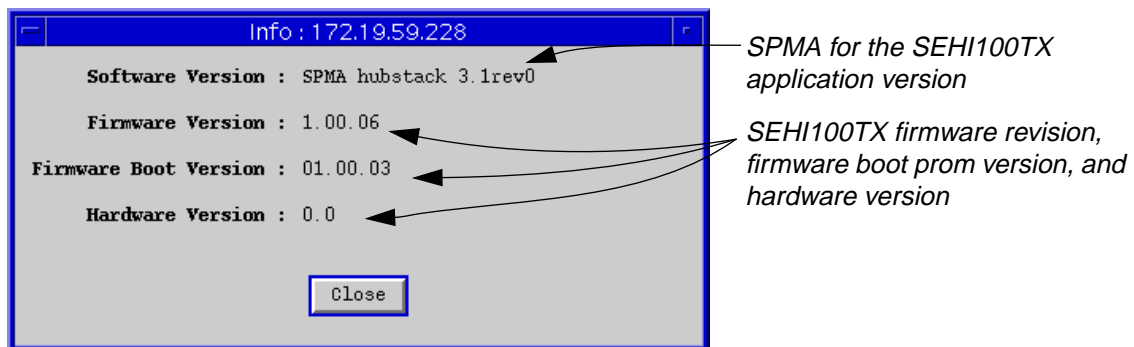 Info : 172.19.59.228
Software Version : SPMA hubstack 3.1rev0
Firmware Version : 1.00.06
Firmware Boot Version : 01.00.03
Hardware Version : 0.0
Close
SPMA for the SEHI100TX
application version
SEHI100TX firmware revision,
firmware boot prom version, and
hardware version